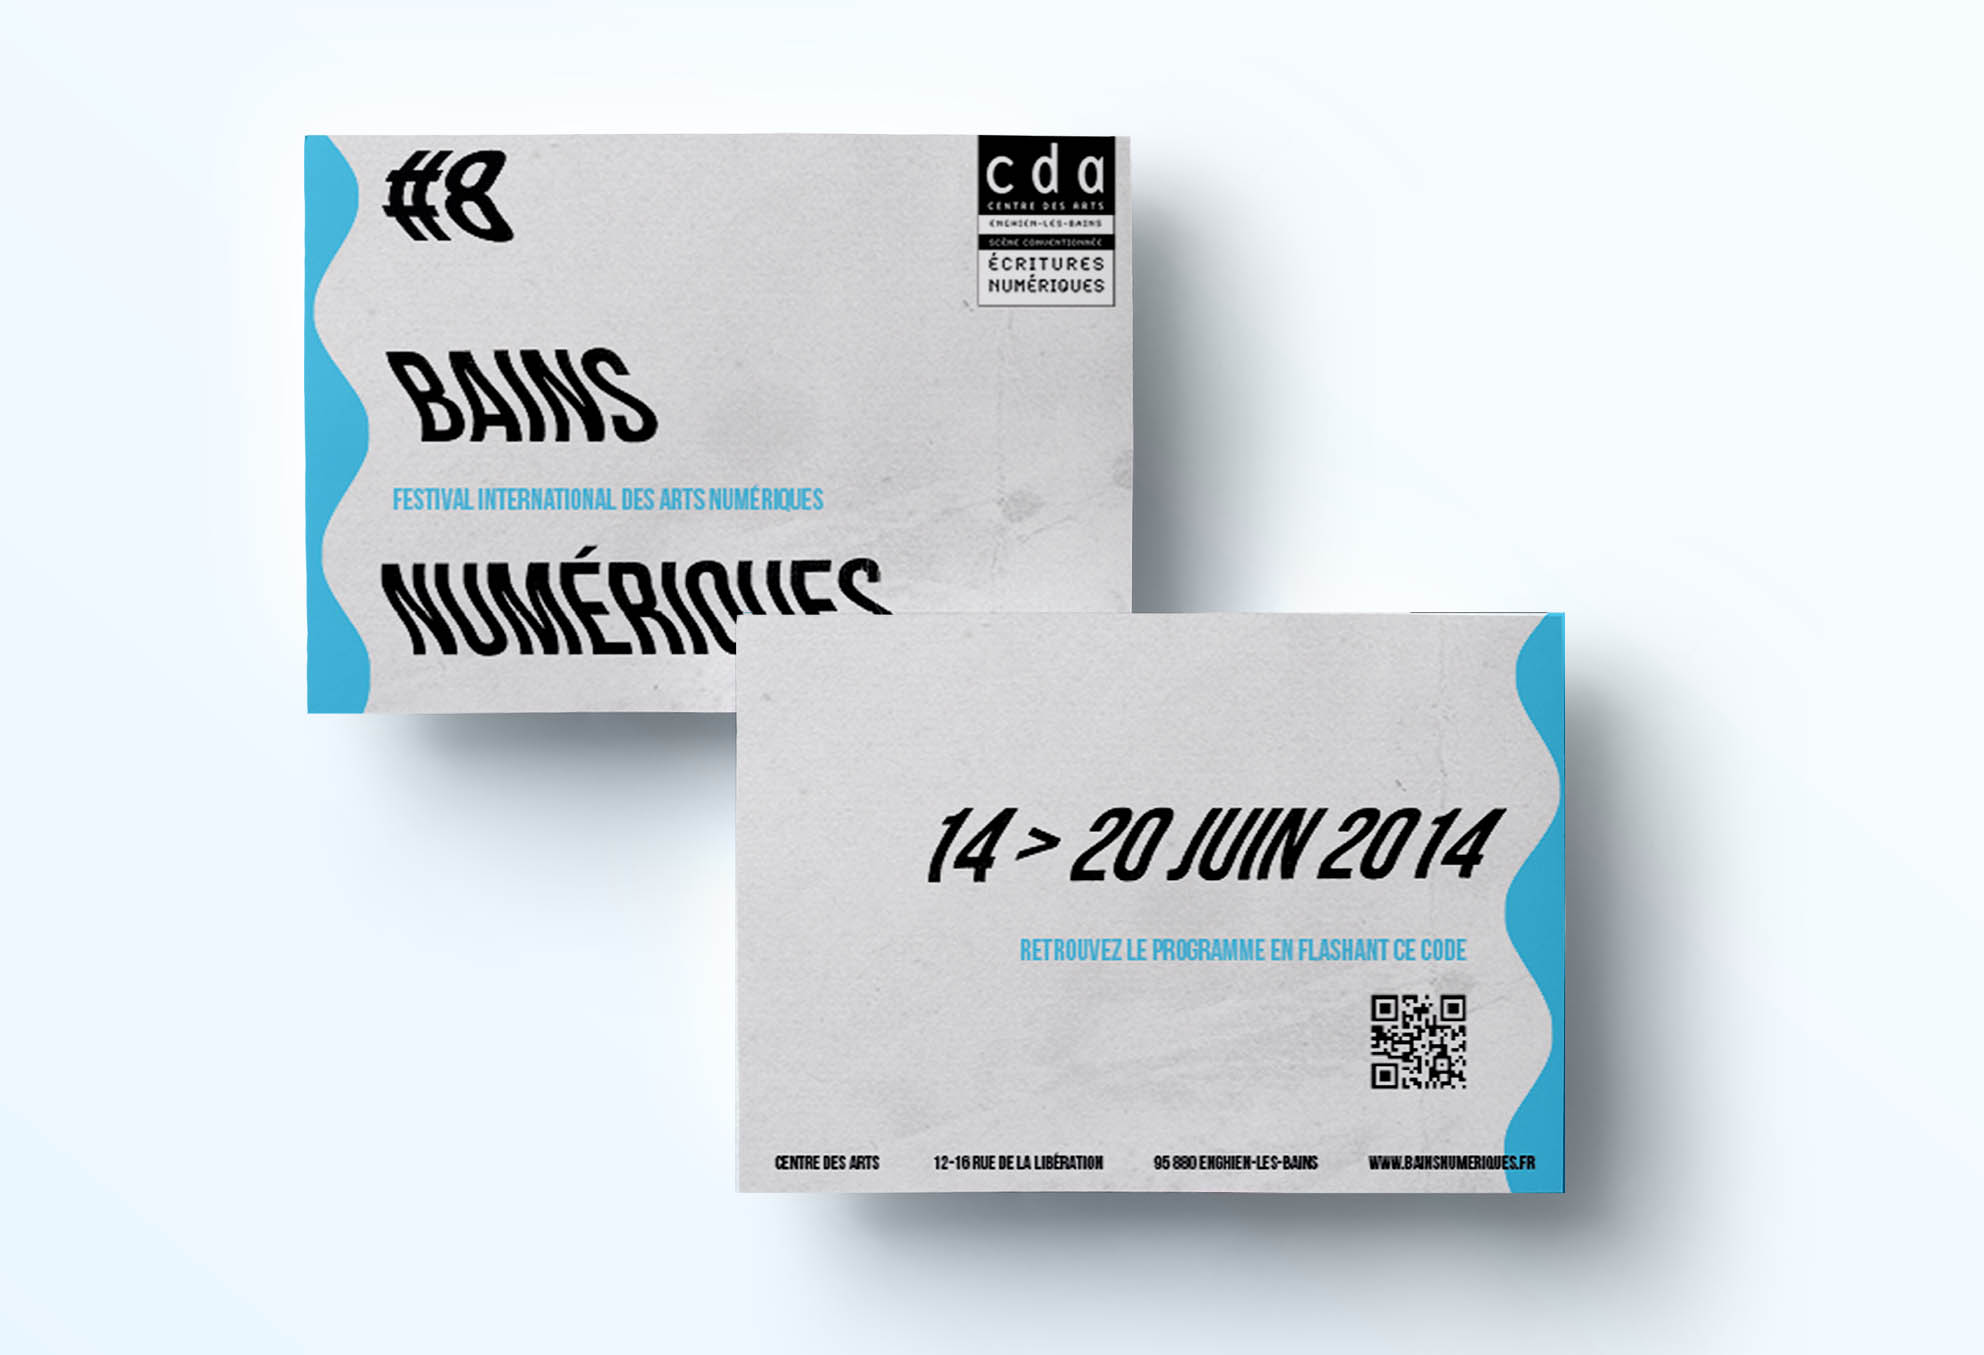 #8
cda
CENTRE DES ARTS
ENGHIEN-LES-BAINS
SCÈNE CONVENTIONNÉE
ÉCRITURES
NUMÉRIQUES
BAINS
FESTIVAL INTERNATIONAL DES ARTS NUMÉRIQUES
NUMÉRIQUES
14 > 20 JUIN 2014
RETROUVEZ LE PROGRAMME EN FLASHANT CE CODE
CENTRE DES ARTS 12-16 RUE DE LA LIBÉRATION 95 880 ENGHIEN-LES-BAINS WWW.BAINSNUMERIQUES.FR